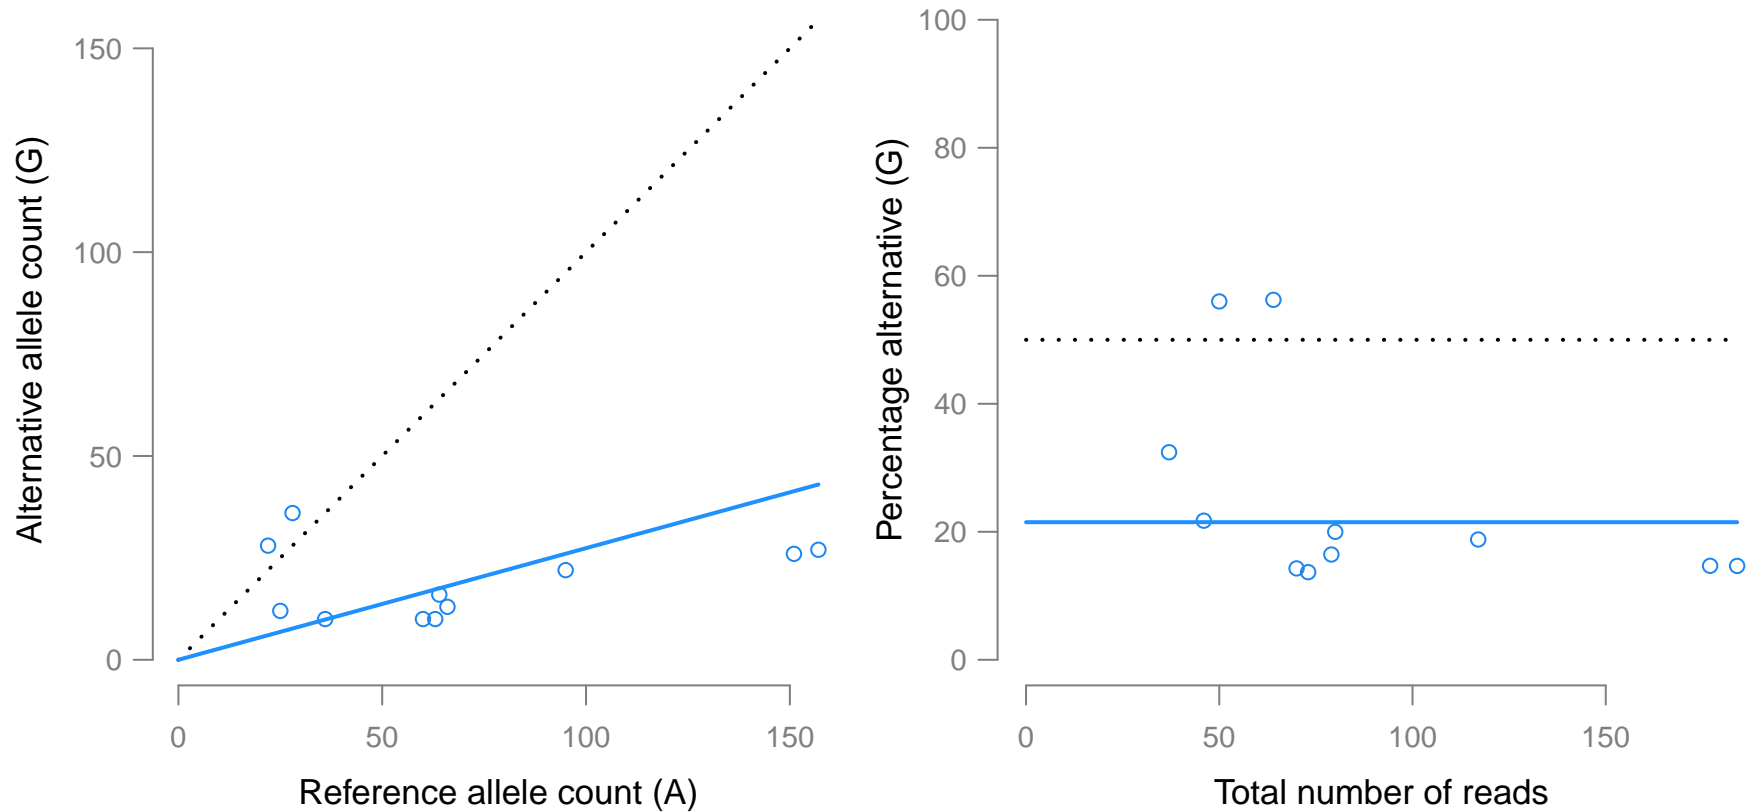 Alternative allele count (G)
150
100
50
0
0 50 100 150
Reference allele count (A)
Percentage alternative (G)
100
80
60
40
20
0
0 50 100 150
Total number of reads